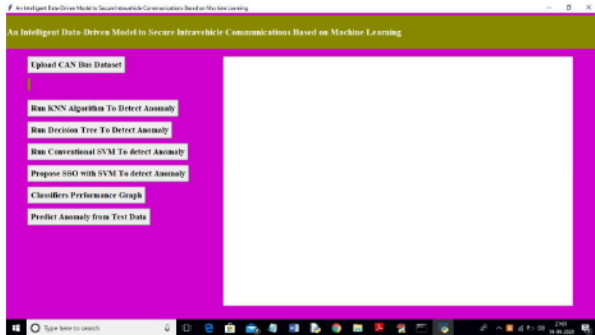 An Intelligent Data-Driven Model to Secure Intravehicle Communications Based on Machine Learning
An Intelligent Data-Driven Model to Secure Intravehicle Communications Based on Machine Learning
Upload CAN Bus Dataset
Run KNN Algorithm To Detect Anomaly
Run Decision Tree To Detect Anomaly
Run Conventional SVM To detect Anomaly
Propose SSO with SVM To detect Anomaly
Classifiers Performance Graph
Predict Anomaly from Test Data
Type here to search